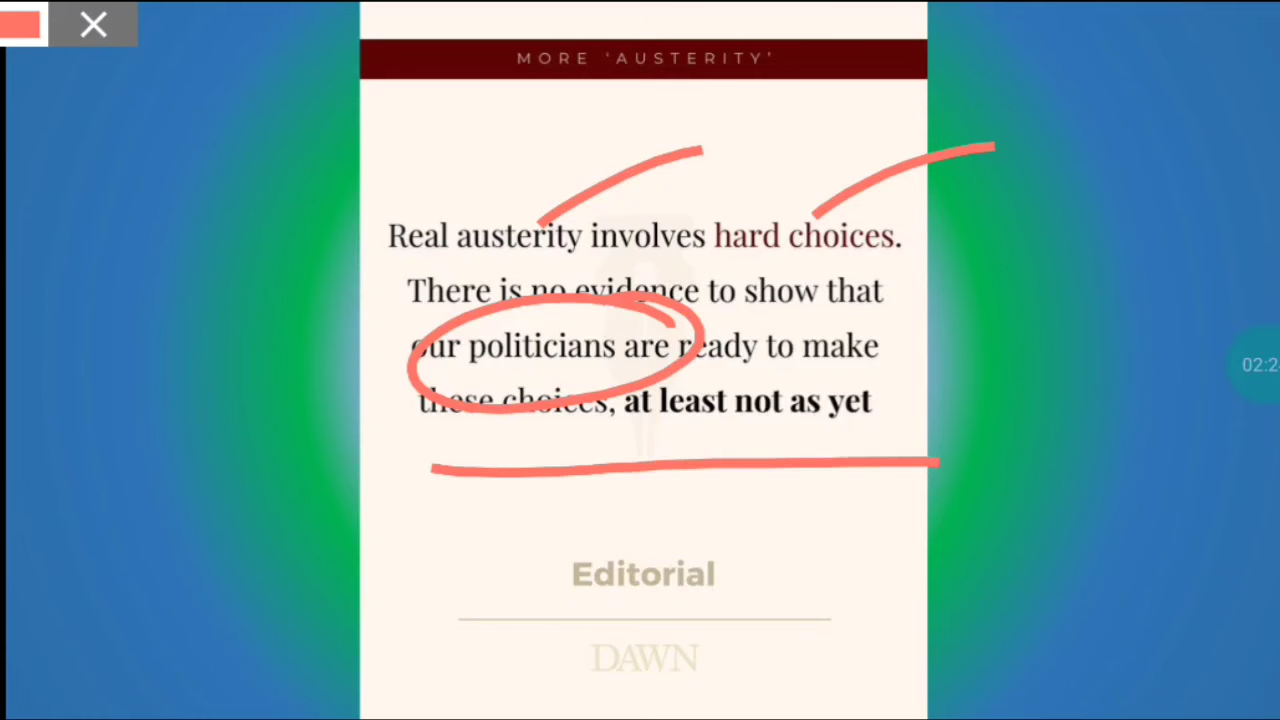 MORE 'AUSTERITY'
Real austerity involves hard choices.
There is no evidence to show that
our politicians are ready to make
these choices, at least not as yet
Editorial
DAWN